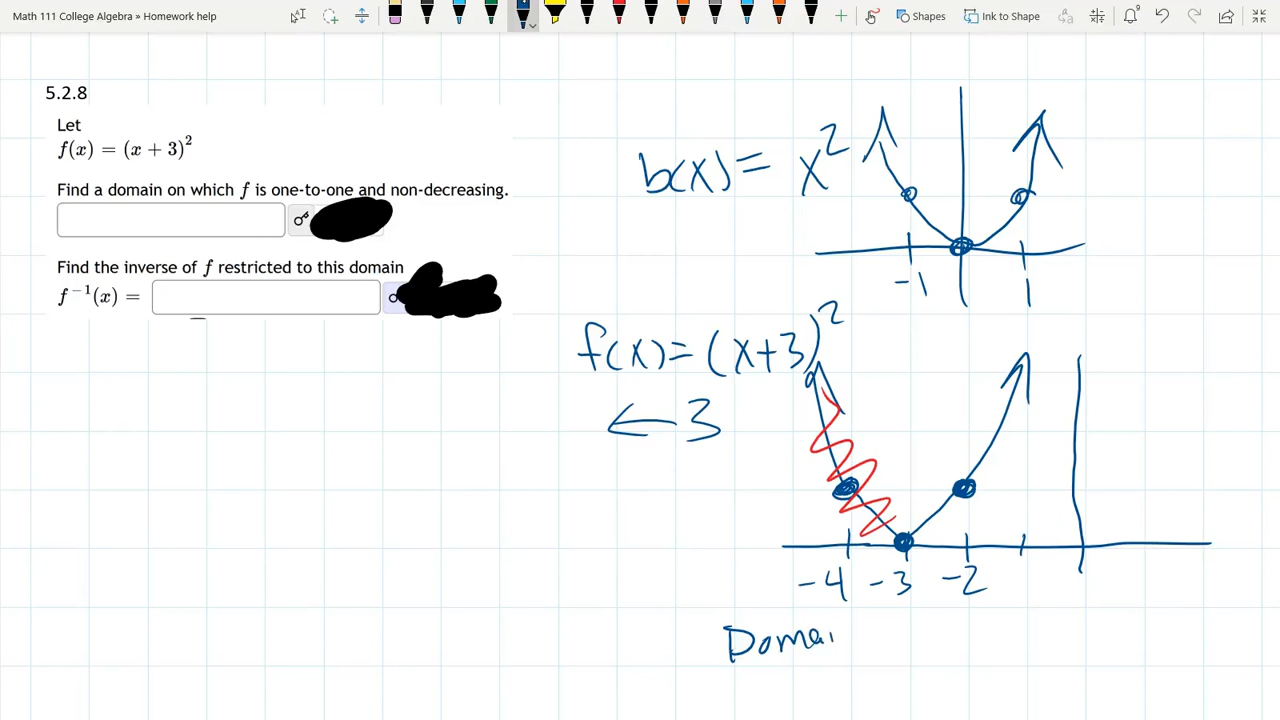 Math 111 College Algebra » Homework help
Shapes
Ink to Shape
5.2.8
Let
f(x) = (x + 3)²
Find a domain on which f is one-to-one and non-decreasing.
Find the inverse of f restricted to this domain
f⁻¹(x) =
b(x) = x²
-1 1
f(x) = (x+3)²
← 3
-4 -3 -2
Domai